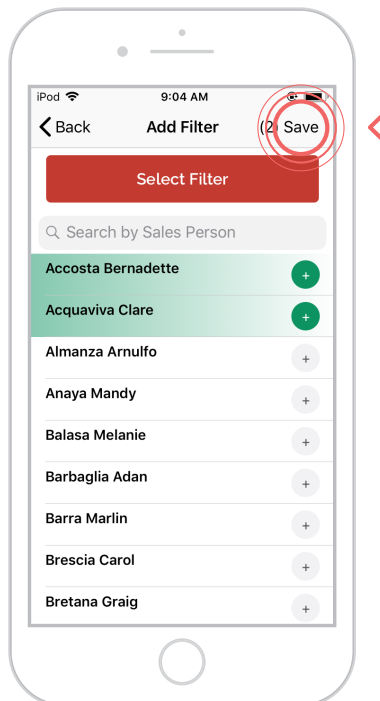 iPod 9:04 AM
Back Add Filter (2) Save
Select Filter
Search by Sales Person
Accosta Bernadette
+
Acquaviva Clare
+
Almanza Arnulfo
+
Anaya Mandy
+
Balasa Melanie
+
Barbaglia Adan
+
Barra Marlin
+
Brescia Carol
+
Bretana Graig
+